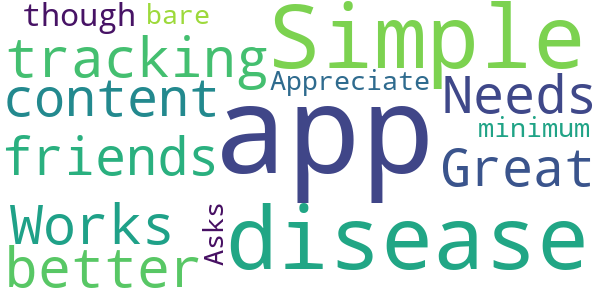 though
bare
Simple
tracking
Appreciate
content
Needs
app
minimum
friends
Great
Works
Asks
disease
better